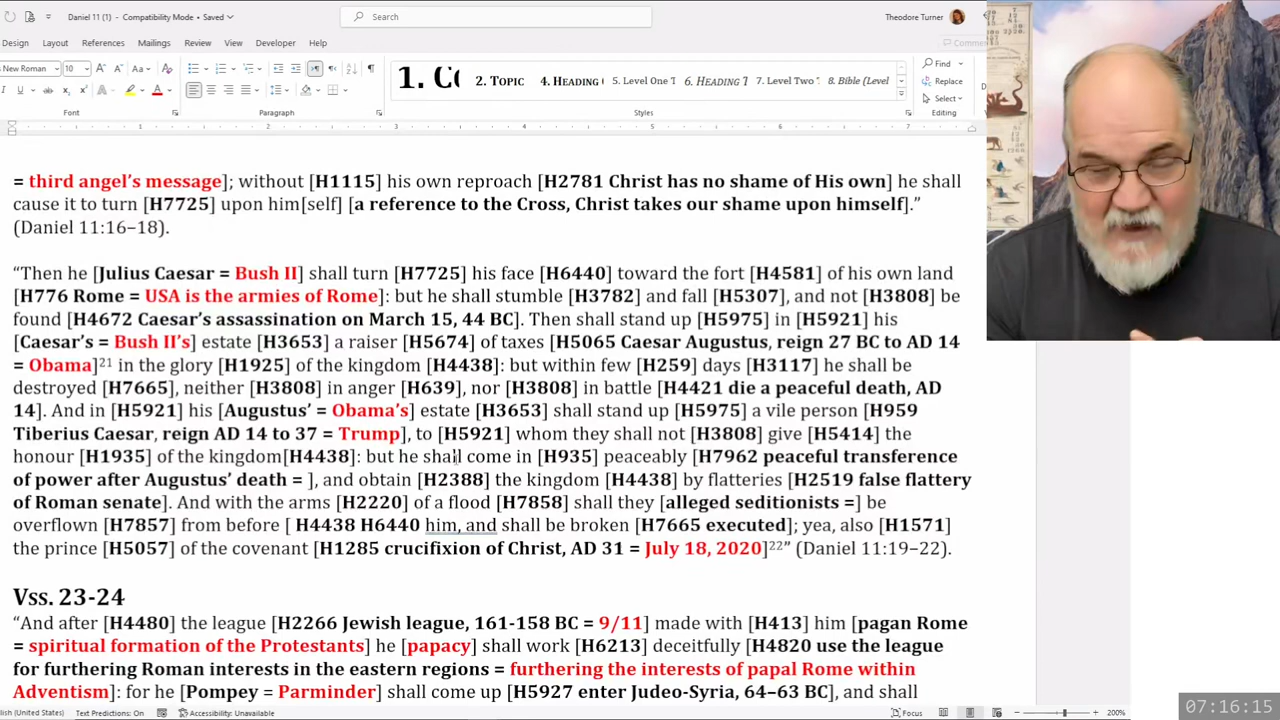 Daniel 11 (1) - Compatibility Mode • Saved
Search
Theodore Turner
Design Layout References Mailings Review View Developer Help
New Roman 10
1. Co 2. TOPIC 4. HEADING 5. Level One 6. HEADING 7. Level Two 8. Bible (Level
Find
Replace
Select
Font Paragraph Styles Editing
1 2 3 4 5 6 7
= third angel's message]; without [H1115] his own reproach [H2781 Christ has no shame of His own] he shall
cause it to turn [H7725] upon him[self] [a reference to the Cross, Christ takes our shame upon himself]."
(Daniel 11:16–18).
"Then he [Julius Caesar = Bush II] shall turn [H7725] his face [H6440] toward the fort [H4581] of his own land
[H776 Rome = USA is the armies of Rome]: but he shall stumble [H3782] and fall [H5307], and not [H3808] be
found [H4672 Caesar's assassination on March 15, 44 BC]. Then shall stand up [H5975] in [H5921] his
[Caesar's = Bush II's] estate [H3653] a raiser [H5674] of taxes [H5065 Caesar Augustus, reign 27 BC to AD 14
= Obama]21 in the glory [H1925] of the kingdom [H4438]: but within few [H259] days [H3117] he shall be
destroyed [H7665], neither [H3808] in anger [H639], nor [H3808] in battle [H4421 die a peaceful death, AD
14]. And in [H5921] his [Augustus' = Obama's] estate [H3653] shall stand up [H5975] a vile person [H959
Tiberius Caesar, reign AD 14 to 37 = Trump], to [H5921] whom they shall not [H3808] give [H5414] the
honour [H1935] of the kingdom[H4438]: but he shall come in [H935] peaceably [H7962 peaceful transference
of power after Augustus' death = ], and obtain [H2388] the kingdom [H4438] by flatteries [H2519 false flattery
of Roman senate]. And with the arms [H2220] of a flood [H7858] shall they [alleged seditionists =] be
overflown [H7857] from before [ H4438 H6440 him, and shall be broken [H7665 executed]; yea, also [H1571]
the prince [H5057] of the covenant [H1285 crucifixion of Christ, AD 31 = July 18, 2020]22" (Daniel 11:19–22).
Vss. 23-24
"And after [H4480] the league [H2266 Jewish league, 161-158 BC = 9/11] made with [H413] him [pagan Rome
= spiritual formation of the Protestants] he [papacy] shall work [H6213] deceitfully [H4820 use the league
for furthering Roman interests in the eastern regions = furthering the interests of papal Rome within
Adventism]: for he [Pompey = Parminder] shall come up [H5927 enter Judeo-Syria, 64–63 BC], and shall
lish (United States) Text Predictions: On Accessibility: Unavailable Focus 200%
07:16:15